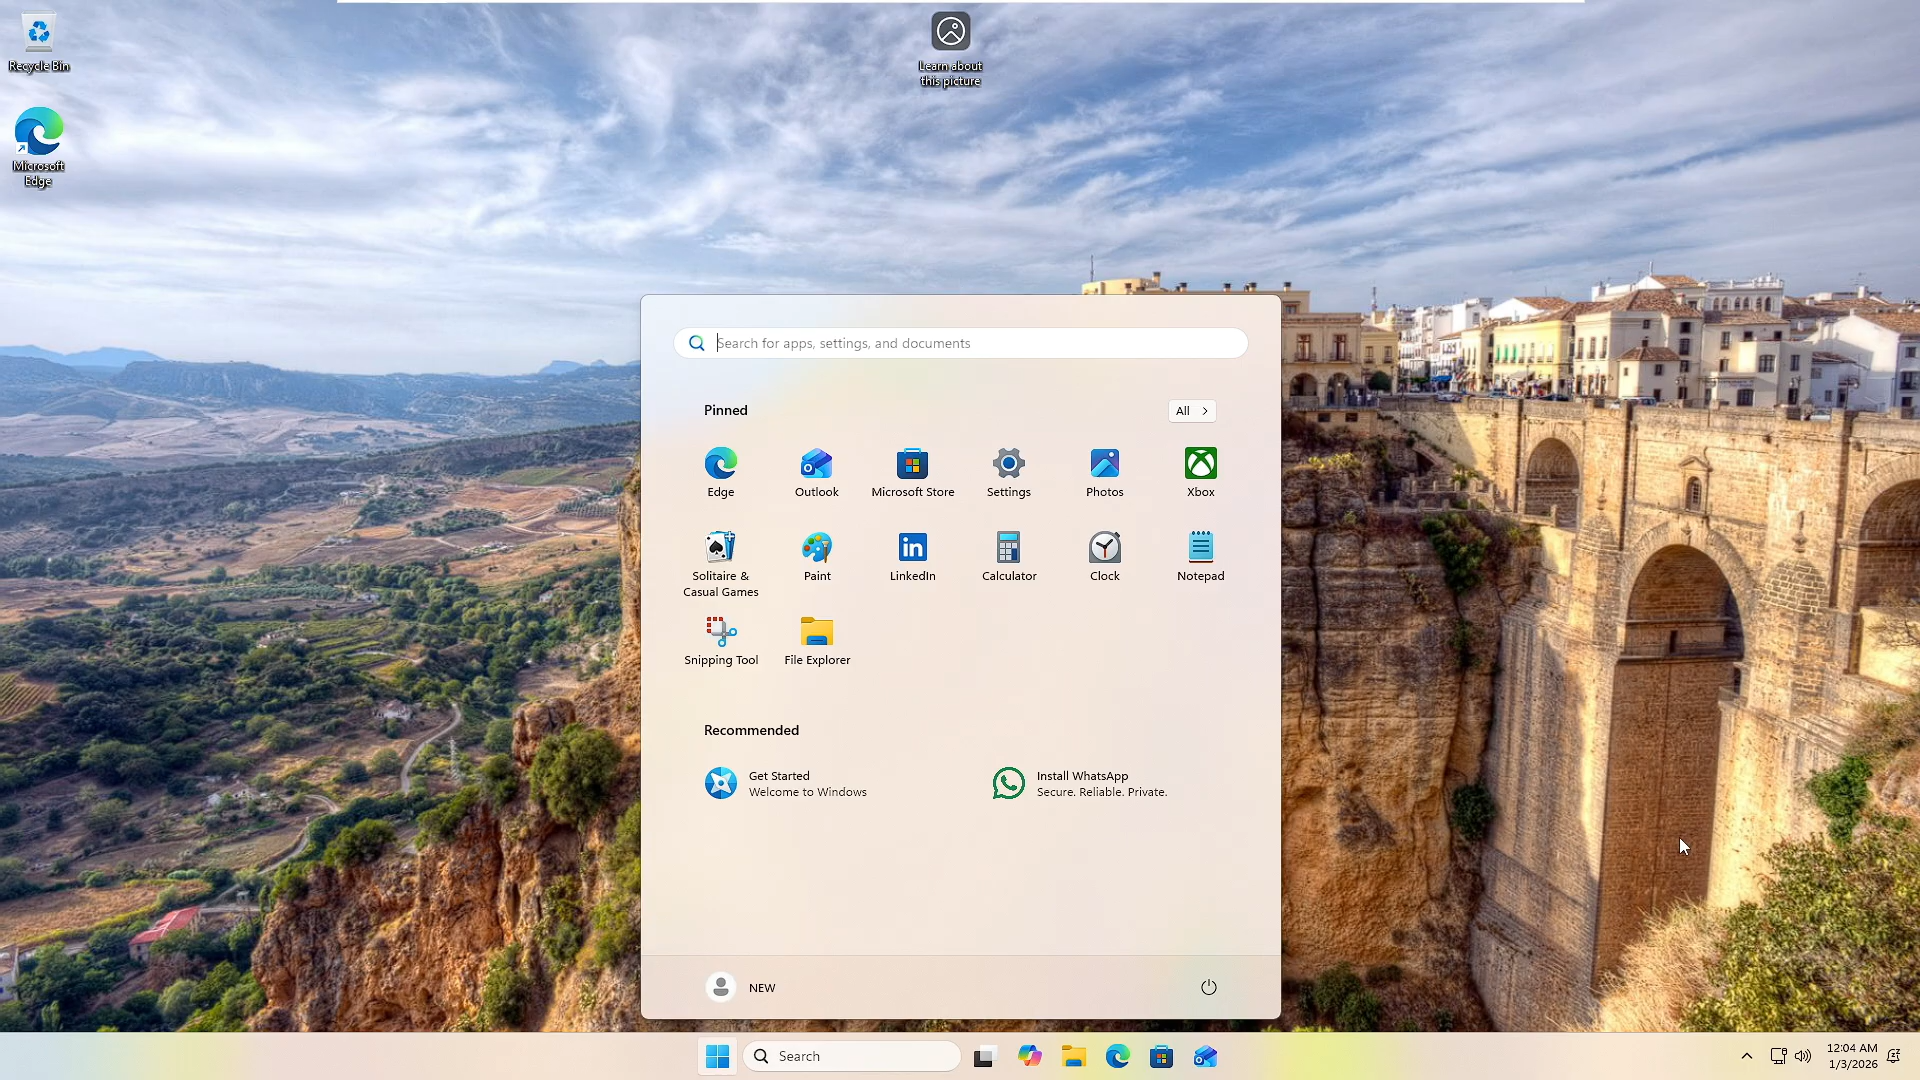 Recycle Bin
Microsoft
Edge
Learn about
this picture
Search for apps, settings, and documents
Pinned
All
Edge
Outlook
Microsoft Store
Settings
Photos
Xbox
Solitaire &
Casual Games
Paint
LinkedIn
Calculator
Clock
Notepad
Snipping Tool
File Explorer
Recommended
Get Started
Welcome to Windows
Install WhatsApp
Secure. Reliable. Private.
NEW
Search
12:04 AM
1/3/2026